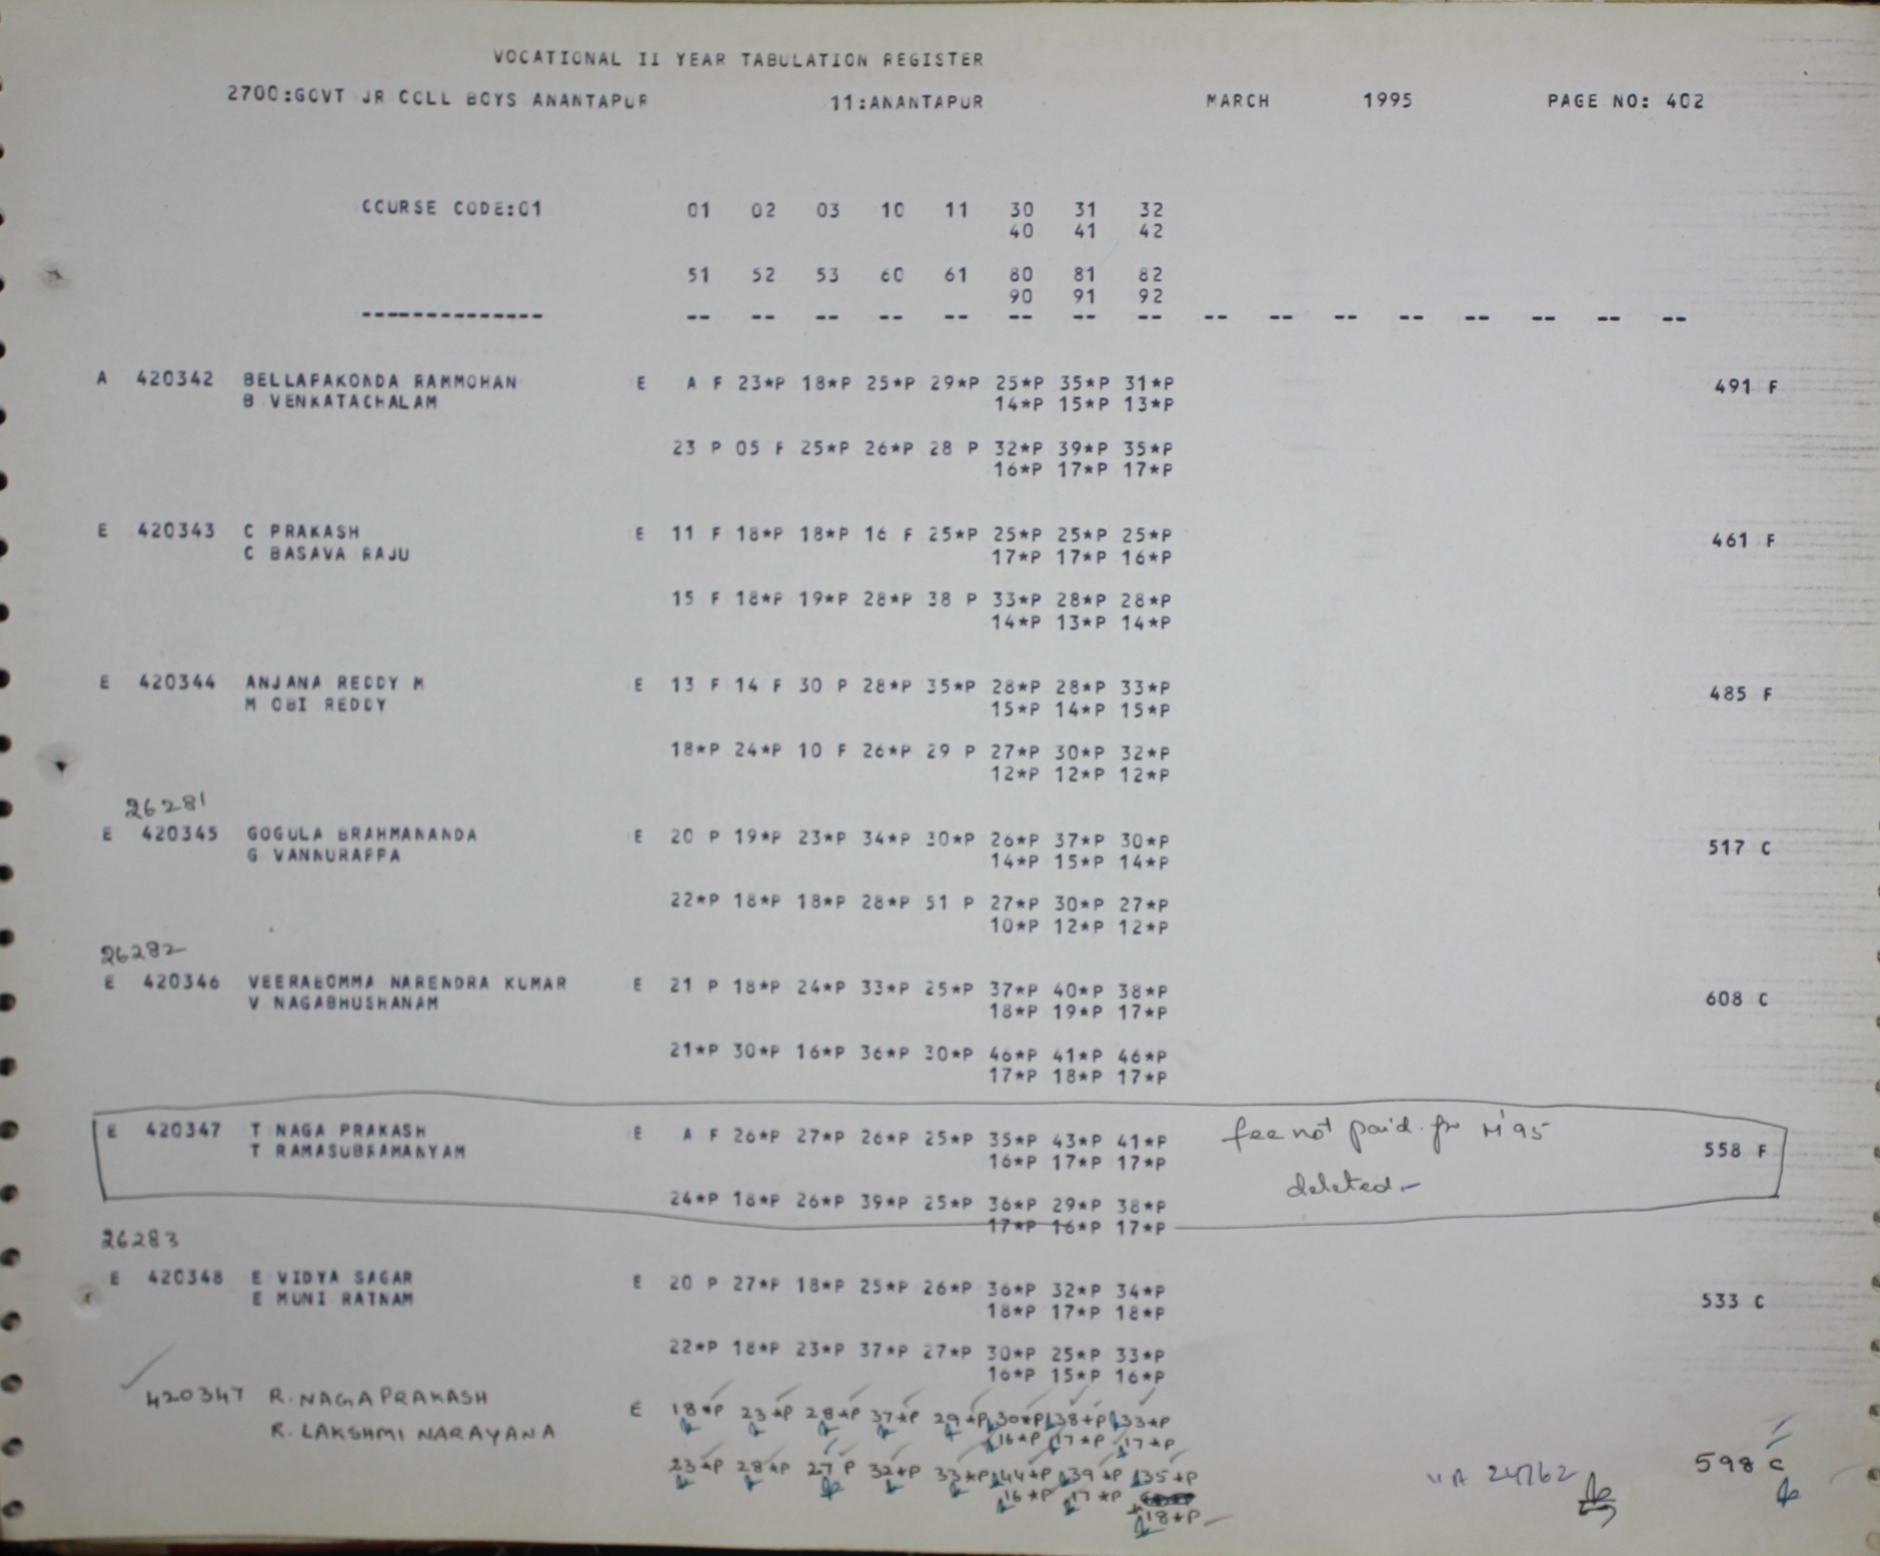 VOCATIONAL II YEAR TABULATION REGISTER
2700:GOVT JR COLL BOYS ANANTAPUR 11:ANANTAPUR MARCH 1995 PAGE NO: 402
COURSE CODE:01 01 02 03 10 11 30 31 32
40 41 42
51 52 53 60 61 80 81 82
90 91 92
-------------- -- -- -- -- -- -- -- -- -- -- -- -- -- -- -- --
A 420342 BELLAPAKONDA RAMMOHAN E A F 23*P 18*P 25*P 29*P 25*P 35*P 31*P 491 F
B VENKATACHALAM 14*P 15*P 13*P
23 P 05 F 25*P 26*P 28 P 32*P 39*P 35*P
16*P 17*P 17*P
E 420343 C PRAKASH E 11 F 18*P 18*P 16 F 25*P 25*P 25*P 25*P 461 F
C BASAVA RAJU 17*P 17*P 16*P
15 F 18*P 19*P 28*P 38 P 33*P 28*P 28*P
14*P 13*P 14*P
E 420344 ANJANA REDDY M E 13 F 14 F 30 P 28*P 35*P 28*P 28*P 33*P 485 F
M OBI REDDY 15*P 14*P 15*P
18*P 24*P 10 F 26*P 29 P 27*P 30*P 32*P
12*P 12*P 12*P
26281
E 420345 GOGULA BRAHMANANDA E 20 P 19*P 23*P 34*P 30*P 26*P 37*P 30*P 517 C
G VANNURAPPA 14*P 15*P 14*P
22*P 18*P 18*P 28*P 51 P 27*P 30*P 27*P
10*P 12*P 12*P
26282
E 420346 VEERABOMMA NARENDRA KUMAR E 21 P 18*P 24*P 33*P 25*P 37*P 40*P 38*P 608 C
V NAGABHUSHANAM 18*P 19*P 17*P
21*P 30*P 16*P 36*P 30*P 46*P 41*P 46*P
17*P 18*P 17*P
E 420347 T NAGA PRAKASH E A F 26*P 27*P 26*P 25*P 35*P 43*P 41*P fee not paid for M'95 558 F
T RAMASUBRAMANYAM 16*P 17*P 17*P
deleted
24*P 18*P 26*P 39*P 25*P 36*P 29*P 38*P
17*P 16*P 17*P
26283
E 420348 E VIDYA SAGAR E 20 P 27*P 18*P 25*P 26*P 36*P 32*P 34*P 533 C
E MUNI RATNAM 18*P 17*P 18*P
22*P 18*P 23*P 37*P 27*P 30*P 25*P 33*P
16*P 15*P 16*P
420347 R.NAGAPRAKASH E 18*P 23*P 28*P 37*P 29*P 30*P 38*P 33*P
R. LAKSHMI NARAYANA 16*P 17*P 17*P
23*P 28*P 27 P 32*P 33*P 44*P 39*P 35*P 598 C
16*P 17*P
18*P